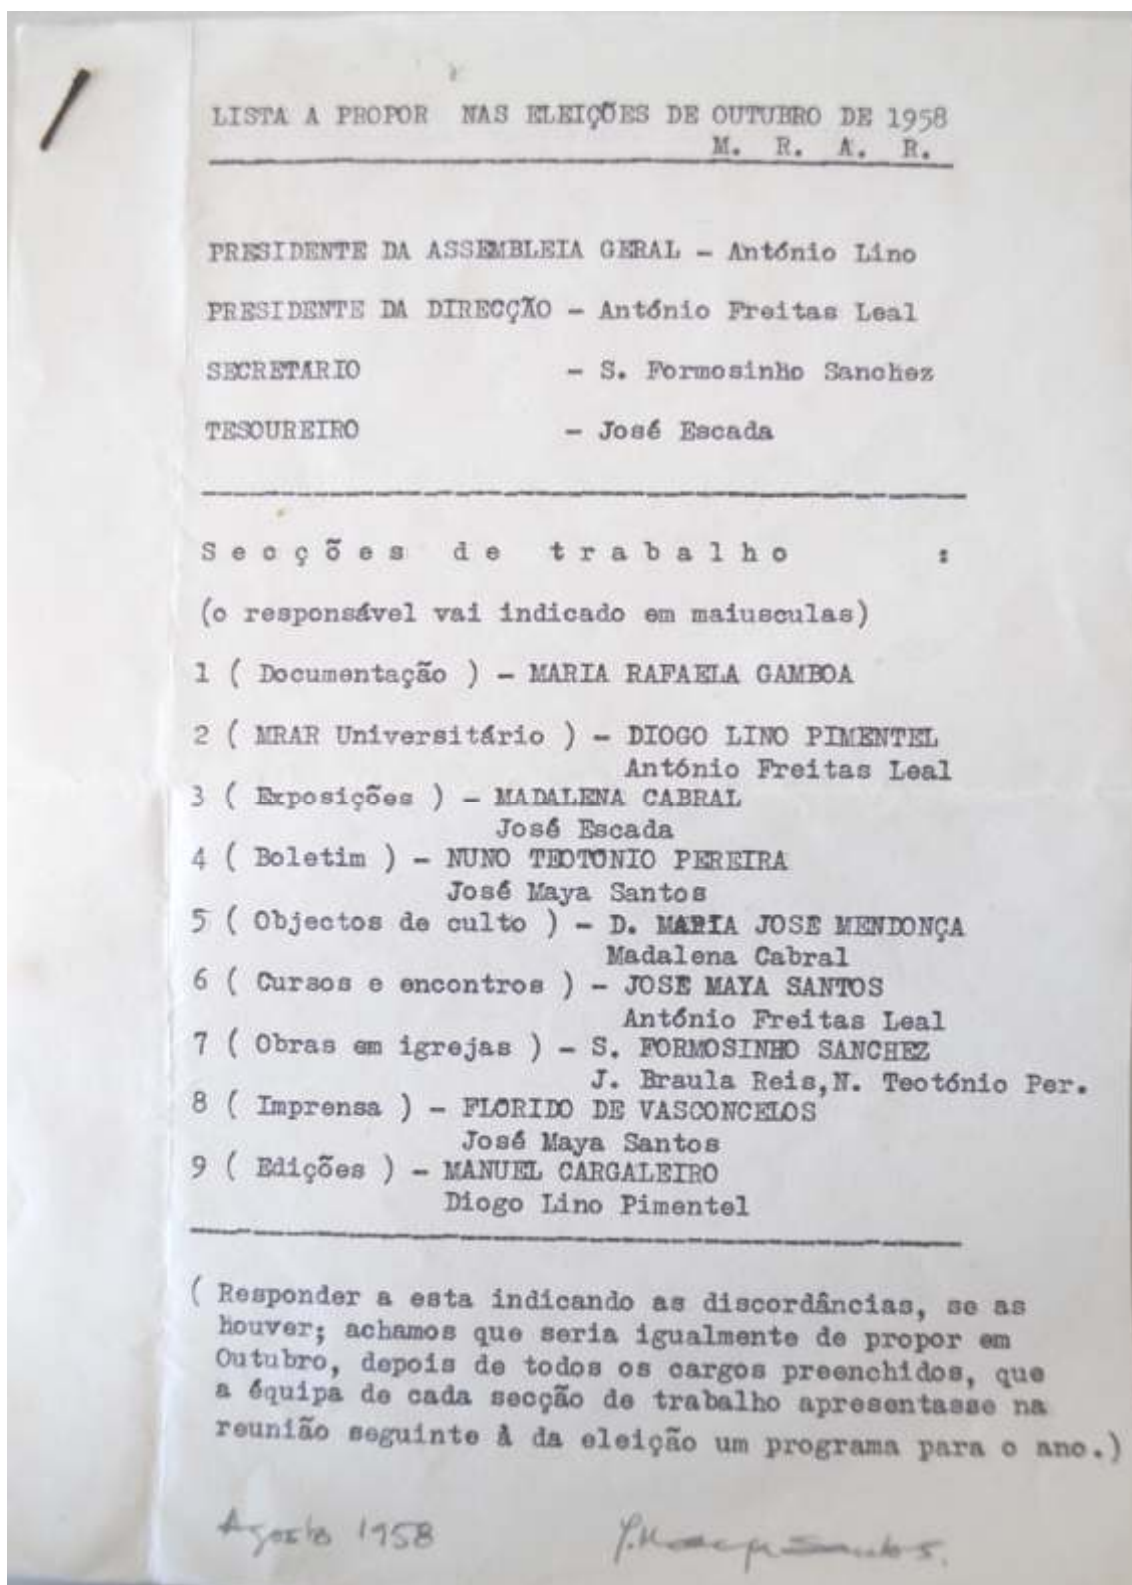 LISTA A PROPOR NAS ELEIÇÕES DE OUTUBRO DE 1958
M. R. A. R.
PRESIDENTE DA ASSEMBLEIA GERAL - António Lino
PRESIDENTE DA DIRECÇÃO - António Freitas Leal
SECRETARIO - S. Formosinho Sanchez
TESOUREIRO - José Escada
Secções de trabalho :
(o responsável vai indicado em maiusculas)
1 ( Documentação ) - MARIA RAFAELA GAMBOA
2 ( MRAR Universitário ) - DIOGO LINO PIMENTEL
António Freitas Leal
3 ( Exposições ) - MADALENA CABRAL
José Escada
4 ( Boletim ) - NUNO TEOTONIO PEREIRA
José Maya Santos
5 ( Objectos de culto ) - D. MARIA JOSE MENDONÇA
Madalena Cabral
6 ( Cursos e encontros ) - JOSE MAYA SANTOS
António Freitas Leal
7 ( Obras em igrejas ) - S. FORMOSINHO SANCHEZ
J. Braula Reis,N. Teotónio Per.
8 ( Imprensa ) - FLORIDO DE VASCONCELOS
José Maya Santos
9 ( Edições ) - MANUEL CARGALEIRO
Diogo Lino Pimentel
( Responder a esta indicando as discordâncias, se as
houver; achamos que seria igualmente de propor em
Outubro, depois de todos os cargos preenchidos, que
a équipa de cada secção de trabalho apresentasse na
reunião seguinte à da eleição um programa para o ano.)
Agosto 1958 J. Maya Santos.